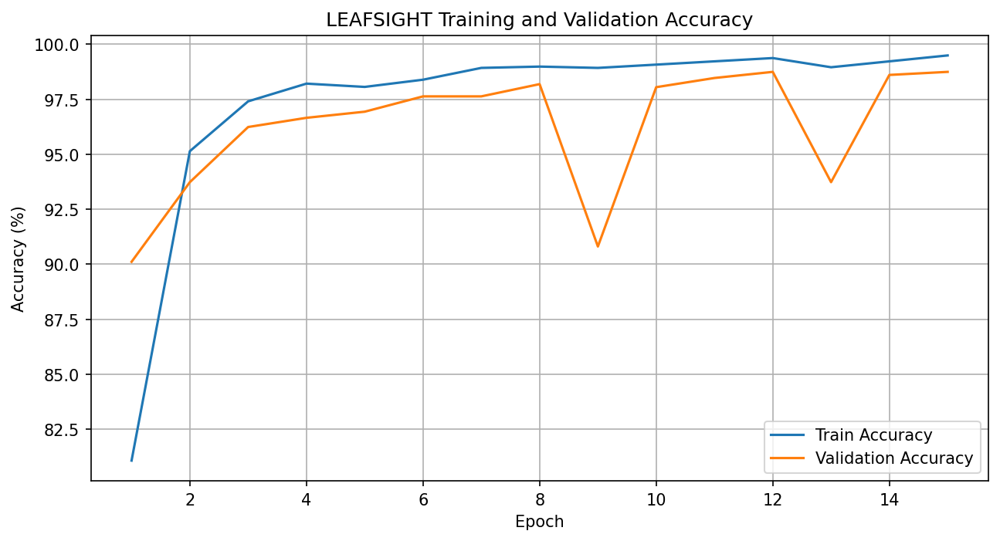 LEAFSIGHT Training and Validation Accuracy
100.0
97.5
95.0
92.5
90.0
87.5
85.0
82.5
Accuracy (%)
Train Accuracy
Validation Accuracy
2 4 6 8 10 12 14
Epoch